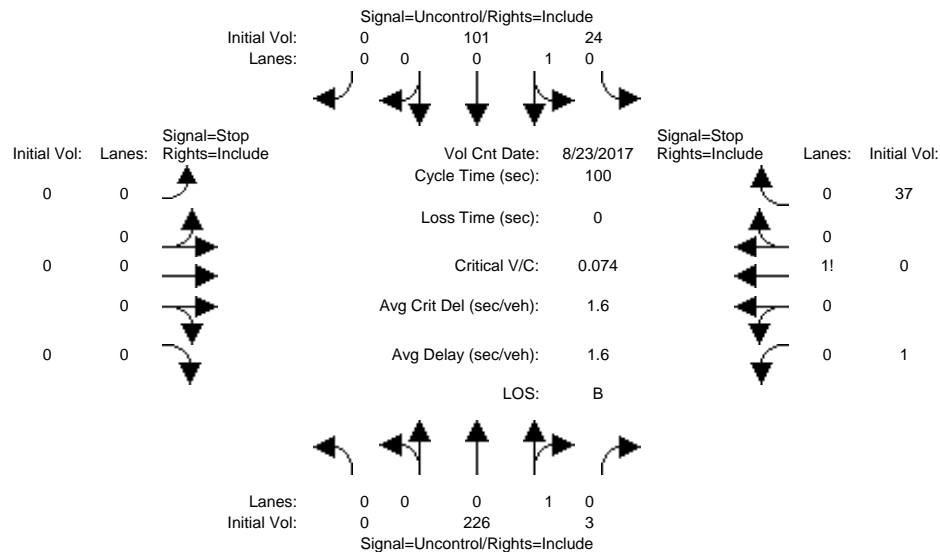 Signal=Uncontrol/Rights=Include
Initial Vol: 0 101 24
Lanes: 0 0 0 1 0
Signal=Stop Signal=Stop
Initial Vol: Lanes: Rights=Include Vol Cnt Date: 8/23/2017 Rights=Include Lanes: Initial Vol:
Cycle Time (sec): 100
0 0 0 37
Loss Time (sec): 0
0 0
0 0 Critical V/C: 0.074 1! 0
0 Avg Crit Del (sec/veh): 1.6 0
0 0 Avg Delay (sec/veh): 1.6 0 1
LOS: B
Lanes: 0 0 0 1 0
Initial Vol: 0 226 3
Signal=Uncontrol/Rights=Include